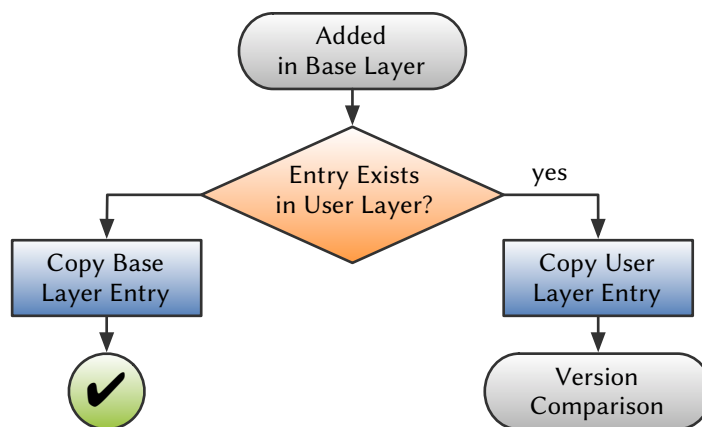 Added
in Base Layer
Entry Exists
in User Layer?
yes
Copy Base
Layer Entry
Copy User
Layer Entry
Version
Comparison